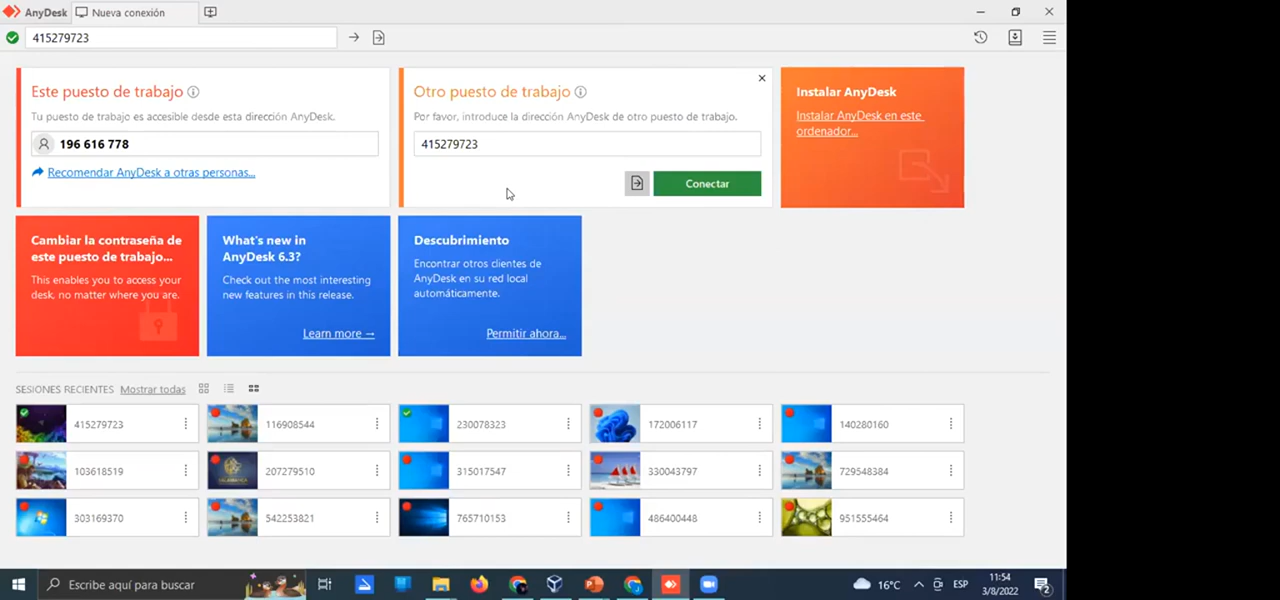 AnyDesk
Nueva conexión
415279723
Este puesto de trabajo
Tu puesto de trabajo es accesible desde esta dirección AnyDesk.
196 616 778
Recomendar AnyDesk a otras personas...
Otro puesto de trabajo
Por favor, introduce la dirección AnyDesk de otro puesto de trabajo.
415279723
Conectar
Instalar AnyDesk
Instalar AnyDesk en este
ordenador...
Cambiar la contraseña de
este puesto de trabajo...
This enables you to access your
desk, no matter where you are.
What's new in
AnyDesk 6.3?
Check out the most interesting
new features in this release.
Learn more →
Descubrimiento
Encontrar otros clientes de
AnyDesk en su red local
automáticamente.
Permitir ahora...
SESIONES RECIENTES Mostrar todas
415279723
116908544
230078323
172006117
140280160
103618519
207279510
315017547
330043797
729548384
303169370
542253821
765710153
486400448
951555464
Escribe aquí para buscar
16°C
ESP
11:54
3/8/2022
2